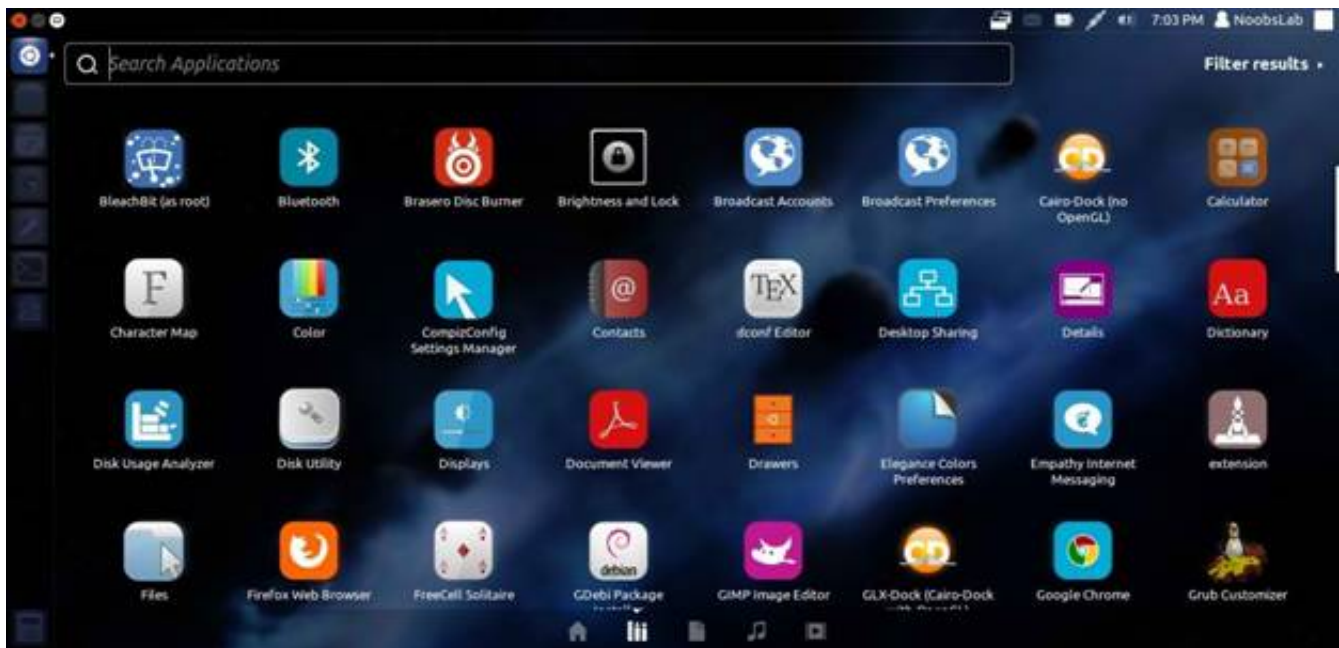 7:03 PM NoobsLab
Search Applications
Filter results
BleachBit (as root) Bluetooth Brasero Disc Burner Brightness and Lock Broadcast Accounts Broadcast Preferences Cairo-Dock (no Calculator
OpenGL)
F TEX Aa
Character Map Color CompizConfig Contacts dconf Editor Desktop Sharing Details Dictionary
Settings Manager
Disk Usage Analyzer Disk Utility Displays Document Viewer Drawers Elegance Colors Empathy Internet extension
Preferences Messaging
debian
Files Firefox Web Browser FreeCell Solitaire GDebi Package GIMP Image Editor GLX-Dock (Cairo-Dock Google Chrome Grub Customizer